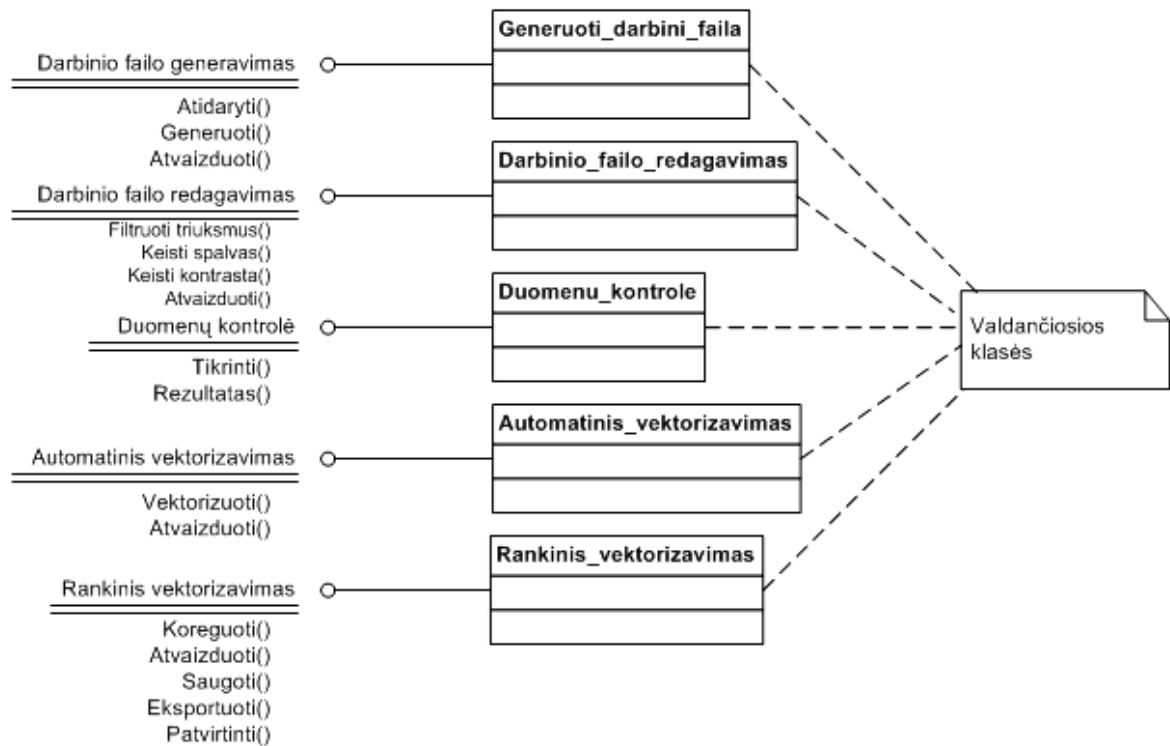 Generuoti_darbini_faila
Darbinio failo generavimas
Atidaryti()
Generuoti()
Atvaizduoti()
Darbinio_failo_redagavimas
Darbinio failo redagavimas
Filtruoti triuksmus()
Keisti spalvas()
Keisti kontrasta()
Atvaizduoti()
Duomenu_kontrole
Duomenų kontrolė
Tikrinti()
Rezultatas()
Valdančiosios
klasės
Automatinis_vektorizavimas
Automatinis vektorizavimas
Vektorizuoti()
Atvaizduoti()
Rankinis_vektorizavimas
Rankinis vektorizavimas
Koreguoti()
Atvaizduoti()
Saugoti()
Eksportuoti()
Patvirtinti()